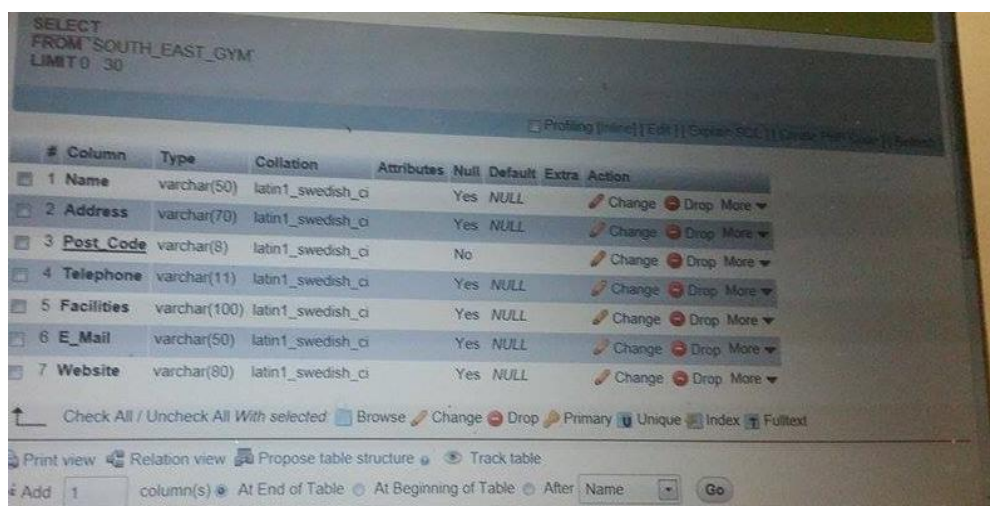 SELECT
FROM `SOUTH_EAST_GYM`
LIMIT 0 30
Profiling [Inline] [ Edit ] [ Explain SQL ] [ Create PHP Code ] [ Refresh
# Column Type Collation Attributes Null Default Extra Action
1 Name varchar(50) latin1_swedish_ci Yes NULL Change Drop More
2 Address varchar(70) latin1_swedish_ci Yes NULL Change Drop More
3 Post_Code varchar(8) latin1_swedish_ci No Change Drop More
4 Telephone varchar(11) latin1_swedish_ci Yes NULL Change Drop More
5 Facilities varchar(100) latin1_swedish_ci Yes NULL Change Drop More
6 E_Mail varchar(50) latin1_swedish_ci Yes NULL Change Drop More
7 Website varchar(80) latin1_swedish_ci Yes NULL Change Drop More
Check All / Uncheck All With selected: Browse Change Drop Primary U Unique Index T Fulltext
Print view Relation view Propose table structure Track table
Add 1 column(s) At End of Table At Beginning of Table After Name Go